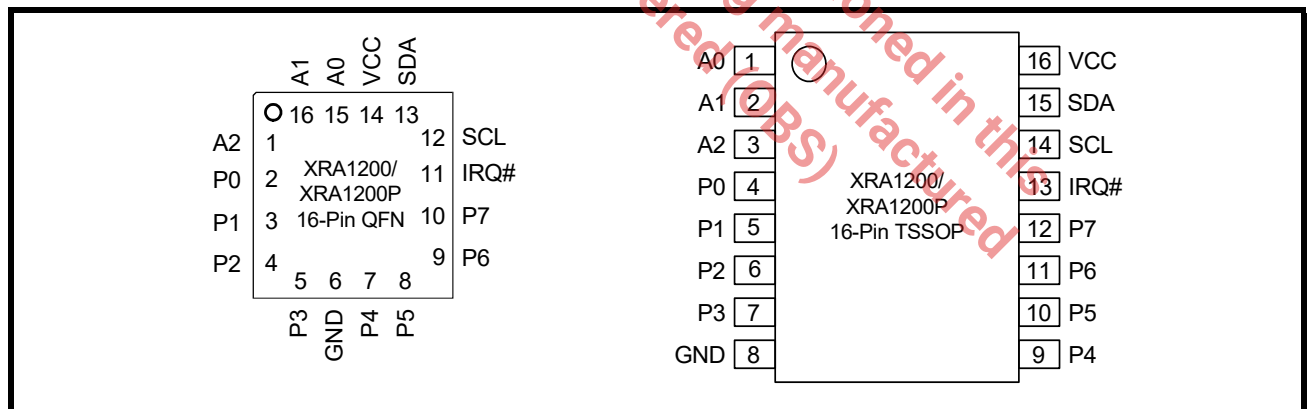 A1 A0 VCC SDA
16 15 14 13
A2 1
P0 2
P1 3
P2 4
XRA1200/
XRA1200P
16-Pin QFN
12 SCL
11 IRQ#
10 P7
9 P6
5 6 7 8
P3 GND P4 P5
A0 1
A1 2
A2 3
P0 4
P1 5
P2 6
P3 7
GND 8
XRA1200/
XRA1200P
16-Pin TSSOP
16 VCC
15 SDA
14 SCL
13 IRQ#
12 P7
11 P6
10 P5
9 P4
oned in this
manufactured
ered (OBS)